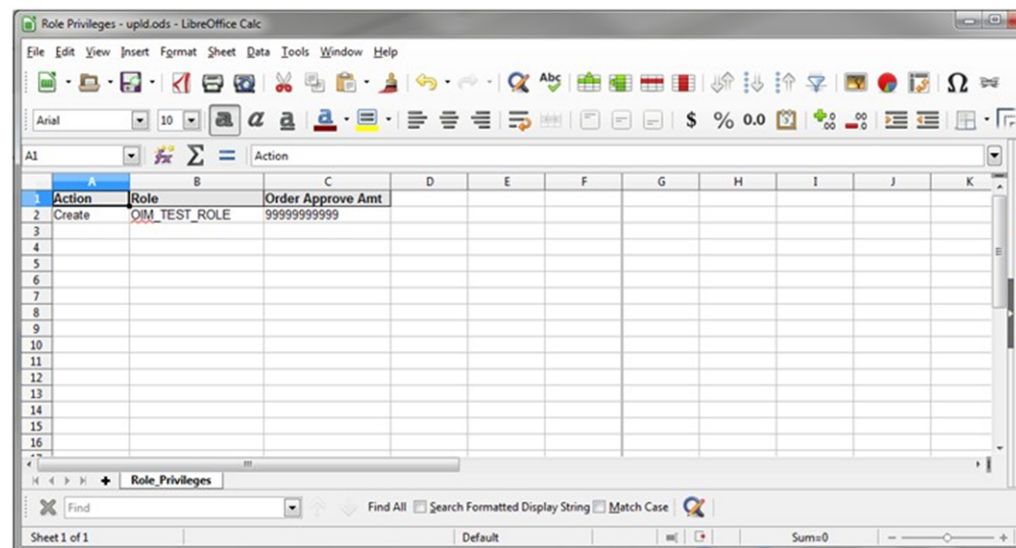 Role Privileges - upld.ods - LibreOffice Calc
File Edit View Insert Format Sheet Data Tools Window Help
Abc
Arial 10 a a a a $ % 0.0
A1 Action
A B C D E F G H I J K
1 Action Role Order Approve Amt
2 Create OIM_TEST_ROLE 99999999999
3
4
5
6
7
8
9
10
11
12
13
14
15
16
Role_Privileges
Find Find All Search Formatted Display String Match Case
Sheet 1 of 1 Default Sum=0